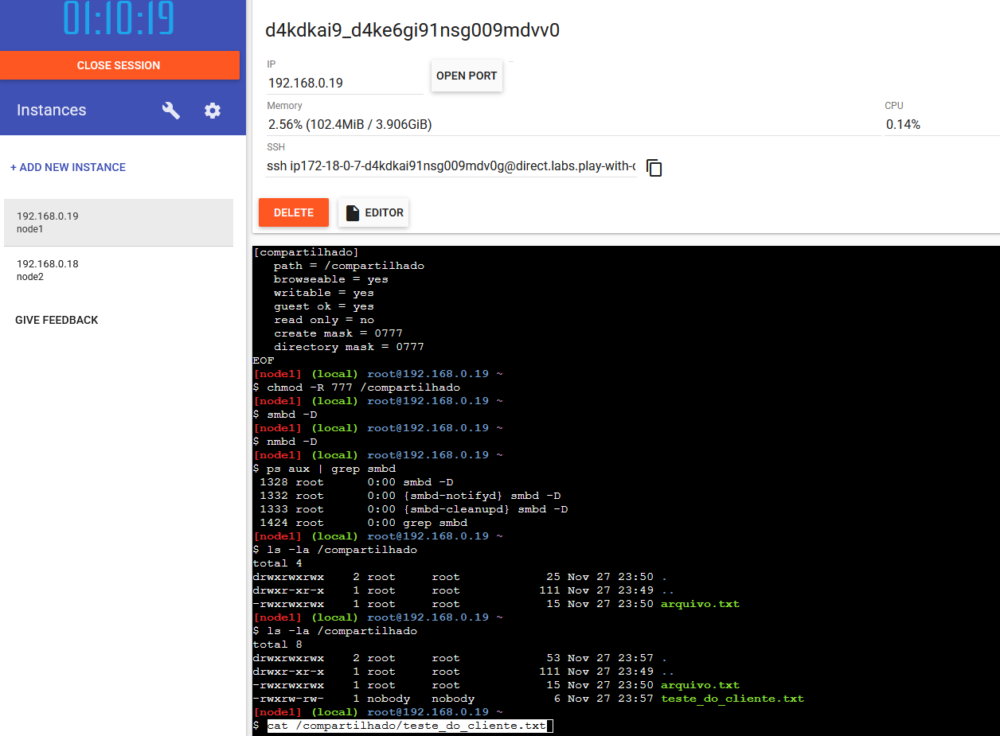 01:10:19
CLOSE SESSION
Instances
+ ADD NEW INSTANCE
192.168.0.19
node1
192.168.0.18
node2
GIVE FEEDBACK
d4kdkai9_d4ke6gi91nsg009mdvv0
IP
192.168.0.19
OPEN PORT
Memory
2.56% (102.4MiB / 3.906GiB)
CPU
0.14%
SSH
ssh ip172-18-0-7-d4kdkai91nsg009mdv0g@direct.labs.play-with-
DELETE
EDITOR
[compartilhado]
   path = /compartilhado
   browseable = yes
   writable = yes
   guest ok = yes
   read only = no
   create mask = 0777
   directory mask = 0777
EOF
[node1] (local) root@192.168.0.19 ~
$ chmod -R 777 /compartilhado
[node1] (local) root@192.168.0.19 ~
$ smbd -D
[node1] (local) root@192.168.0.19 ~
$ nmbd -D
[node1] (local) root@192.168.0.19 ~
$ ps aux | grep smbd
 1328 root      0:00 smbd -D
 1332 root      0:00 {smbd-notifyd} smbd -D
 1333 root      0:00 {smbd-cleanupd} smbd -D
 1424 root      0:00 grep smbd
[node1] (local) root@192.168.0.19 ~
$ ls -la /compartilhado
total 4
drwxrwxrwx    2 root     root            25 Nov 27 23:50 .
drwxr-xr-x    1 root     root           111 Nov 27 23:49 ..
-rwxrwxrwx    1 root     root            15 Nov 27 23:50 arquivo.txt
[node1] (local) root@192.168.0.19 ~
$ ls -la /compartilhado
total 8
drwxrwxrwx    2 root     root            53 Nov 27 23:57 .
drwxr-xr-x    1 root     root           111 Nov 27 23:49 ..
-rwxrwxrwx    1 root     root            15 Nov 27 23:50 arquivo.txt
-rwxrw-rw-    1 nobody   nobody           6 Nov 27 23:57 teste_do_cliente.txt
[node1] (local) root@192.168.0.19 ~
$ cat /compartilhado/teste_do_cliente.txt